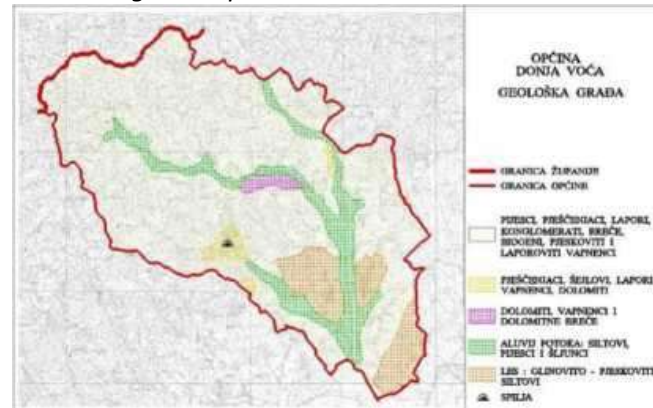 OPĆINA
DONJA VOĆA
GEOLOŠKA GRAĐA
GRANICA ŽUPANIJE
GRANICA OPĆINE
PIJESCI, PJEŠČENJACI, LAPORI,
KONGLOMERATI, BREČE,
BIOGENI, PJESKOVITI I
LAPOROVITI VAPNENCI
PJEŠČENJACI, ŠEJLOVI, LAPORI
VAPNENCI, DOLOMITI
DOLOMITI, VAPNENCI I
DOLOMITNE BREČE
ALUVIJ POTOKA: SILTOVI,
PIJESCI I ŠLJUNCI
LES : GLINOVITO - PJESKOVITI
SILTOVI
SPILJA